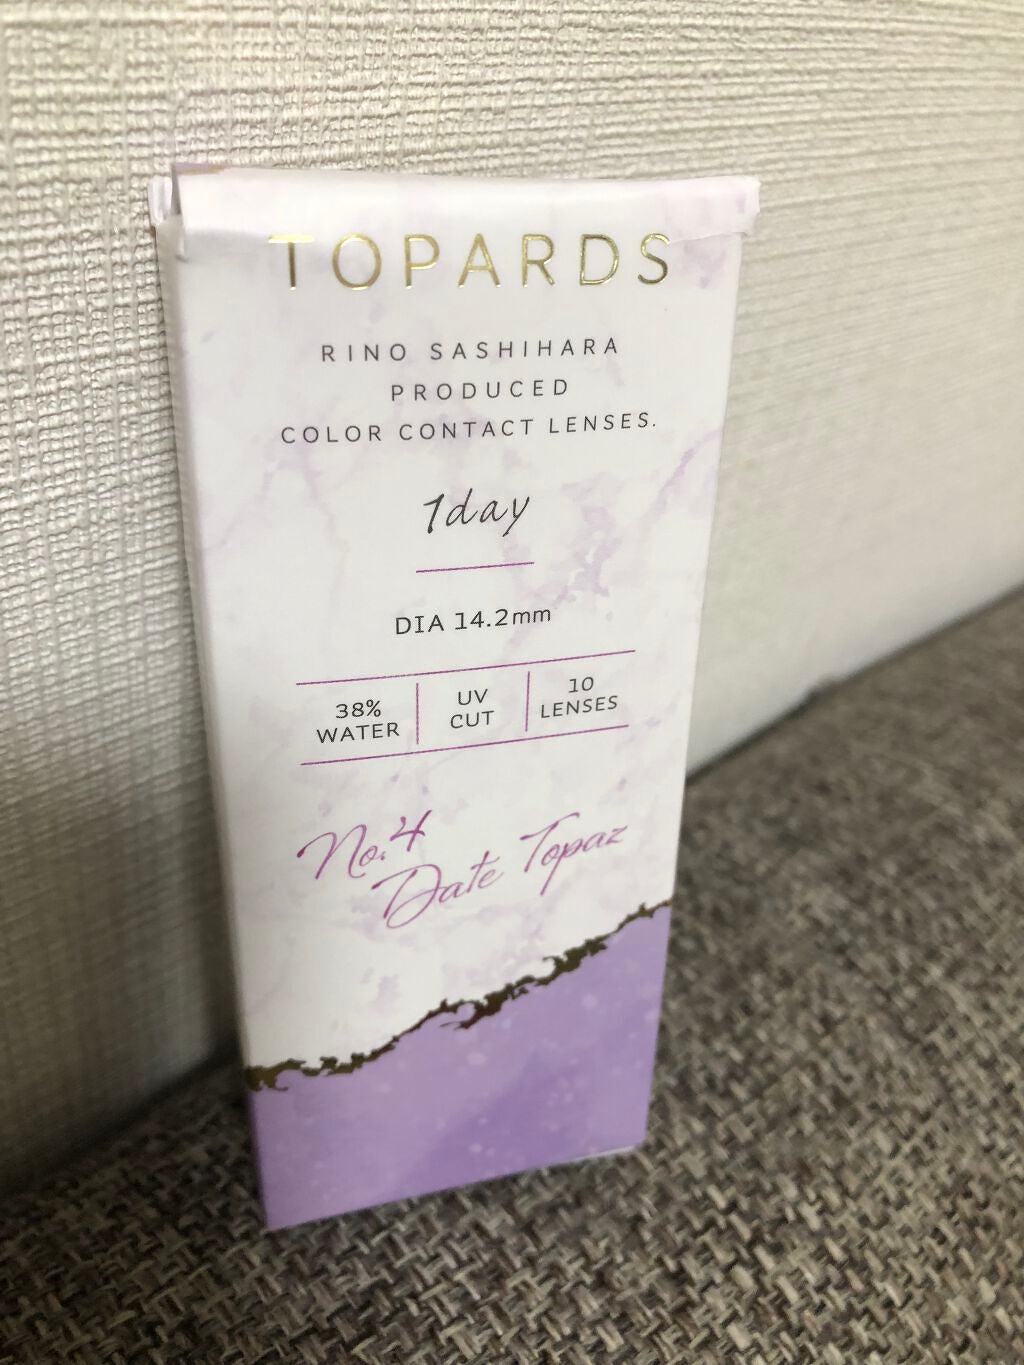 TOPARDS
RINO SASHIHARA
PRODUCED
COLOR CONTACT LENSES.
1day
DIA 14.2mm
38%
WATER
UV
CUT
10
LENSES
No.4
Date Topaz